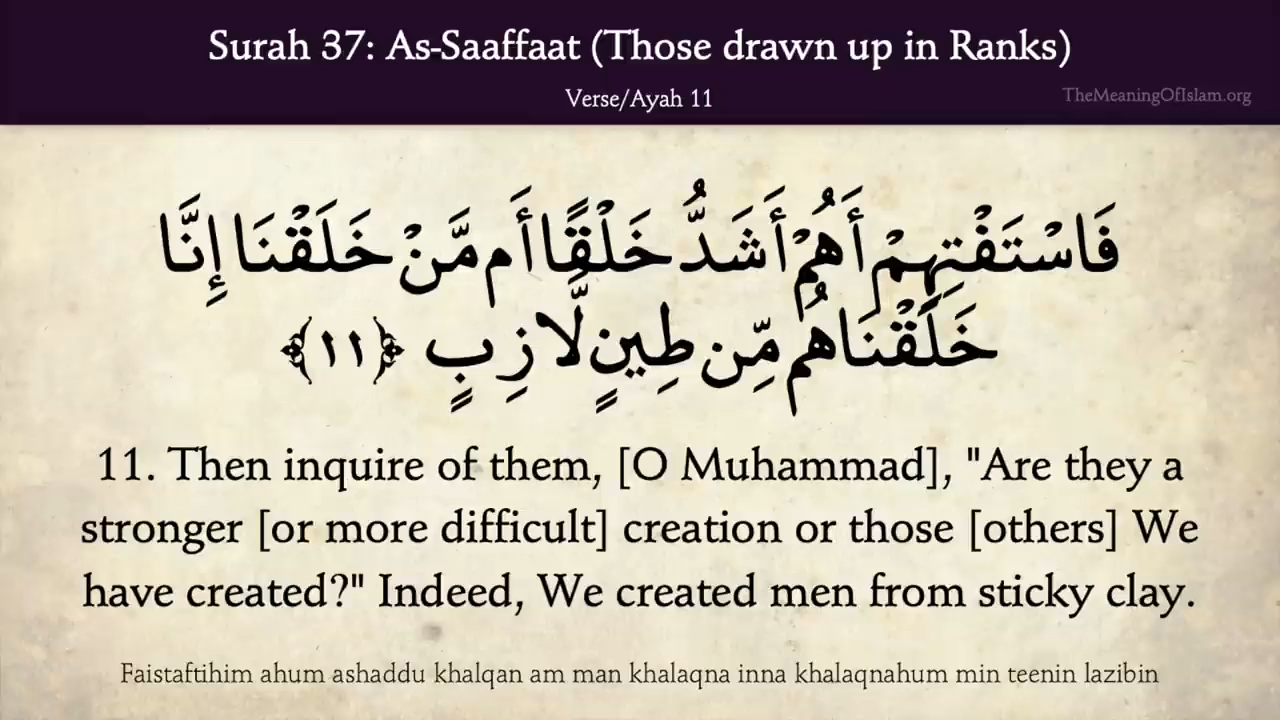 Surah 37: As-Saaffaat (Those drawn up in Ranks)
Verse/Ayah 11
TheMeaningOfIslam.org
فَاسْتَفْتِهِمْ أَهُمْ أَشَدُّ خَلْقًا أَم مَّنْ خَلَقْنَا إِنَّا
خَلَقْنَاهُم مِّن طِينٍ لَّازِبٍ ﴿١١﴾
11. Then inquire of them, [O Muhammad], "Are they a
stronger [or more difficult] creation or those [others] We
have created?" Indeed, We created men from sticky clay.
Faistaftihim ahum ashaddu khalqan am man khalaqna inna khalaqnahum min teenin lazibin